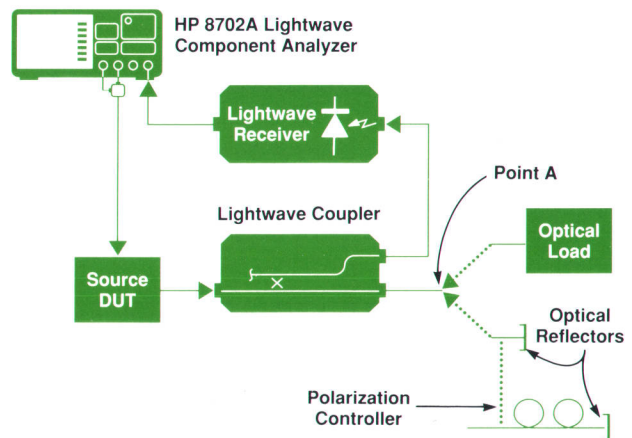 HP 8702A Lightwave
Component Analyzer
Lightwave
Receiver
Point A
Lightwave Coupler
Optical
Load
Source
DUT
Optical
Reflectors
Polarization
Controller